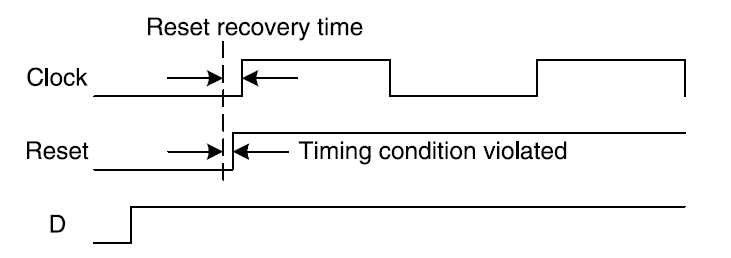 Reset recovery time
Clock
Reset
Timing condition violated
D